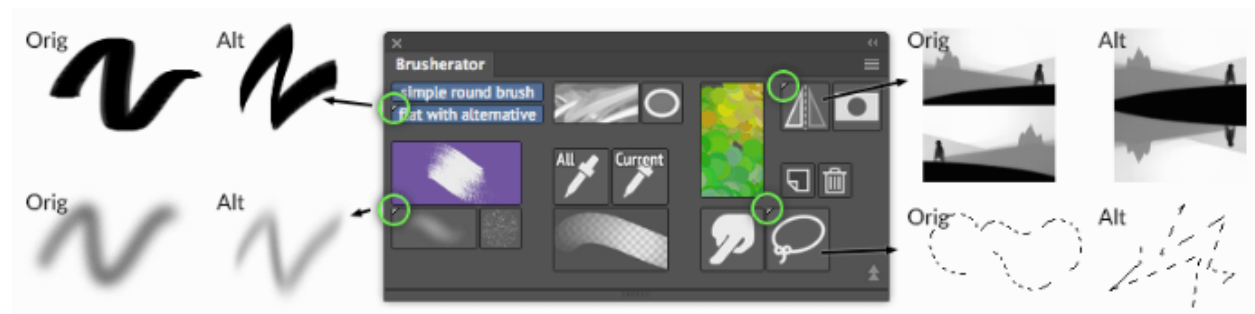 Orig
Alt
Brusherator
simple round brush
flat with alternative
All
Current
Orig
Alt
Orig
Alt
Orig
Alt